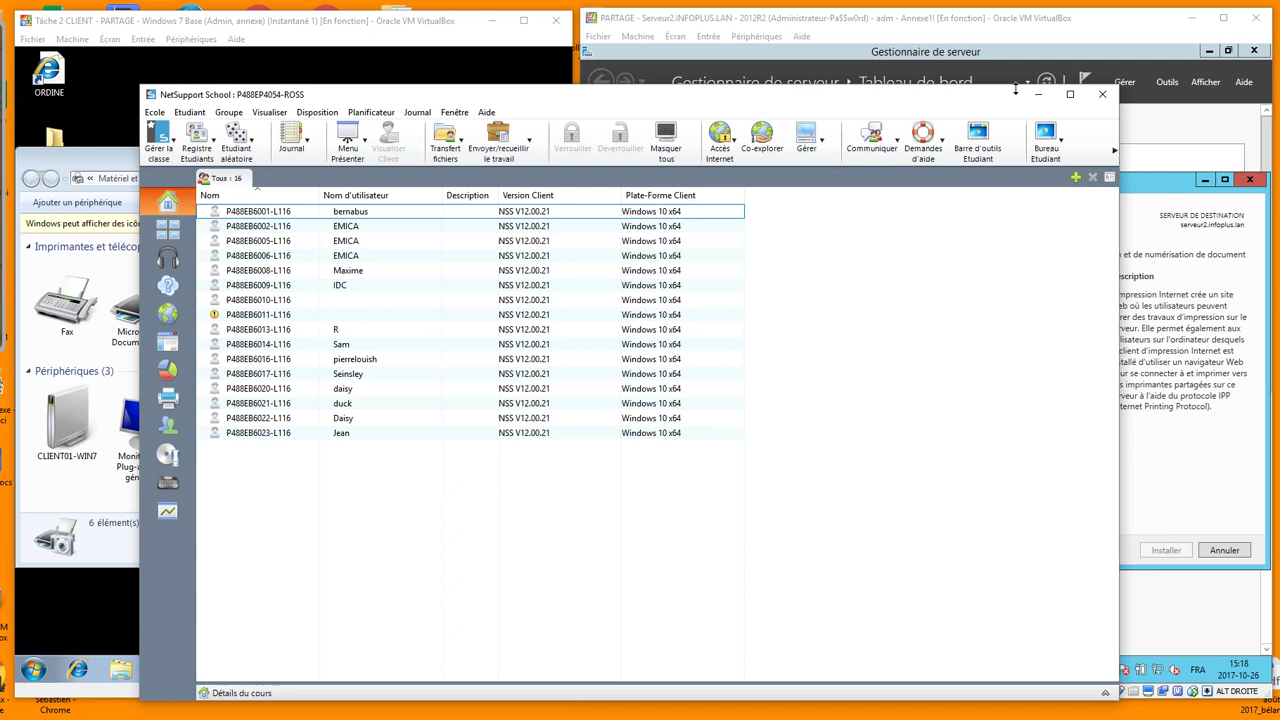 Tâche 2 CLIENT - PARTAGE - Windows 7 Base (Admin, annexe) (Instantané 1) [En fonction] - Oracle VM VirtualBox
Fichier Machine Écran Entrée Périphériques Aide
PARTAGE - Serveur2.INFOPLUS.LAN - 2012R2 (Administrateur-Pa$$w0rd) - adm - Annexe1! [En fonction] - Oracle VM VirtualBox
Fichier Machine Écran Entrée Périphériques Aide
Gestionnaire de serveur
Gestionnaire de serveur Tableau de bord
Gérer Outils Afficher Aide
ORDINE
NetSupport School : P488EP4054-ROSS
Ecole Etudiant Groupe Visualiser Disposition Planificateur Journal Fenêtre Aide
Gérer la classe
Registre Etudiants
Etudiant aléatoire
Journal
Menu Présenter
Visualiser Client
Transfert fichiers
Envoyer/recueillir le travail
Verrouiller
Déverrouiller
Masquer tous
Accès Internet
Co-explorer
Gérer
Communiquer
Demandes d'aide
Barre d'outils Etudiant
Bureau Etudiant
Tous : 16
Nom Nom d'utilisateur Description Version Client Plate-Forme Client
P488EB6001-L116 bernabus NSS V12.00.21 Windows 10 x64
P488EB6002-L116 EMICA NSS V12.00.21 Windows 10 x64
P488EB6005-L116 EMICA NSS V12.00.21 Windows 10 x64
P488EB6006-L116 EMICA NSS V12.00.21 Windows 10 x64
P488EB6008-L116 Maxime NSS V12.00.21 Windows 10 x64
P488EB6009-L116 IDC NSS V12.00.21 Windows 10 x64
P488EB6010-L116 NSS V12.00.21 Windows 10 x64
P488EB6011-L116 NSS V12.00.21 Windows 10 x64
P488EB6013-L116 R NSS V12.00.21 Windows 10 x64
P488EB6014-L116 Sam NSS V12.00.21 Windows 10 x64
P488EB6016-L116 pierrelouish NSS V12.00.21 Windows 10 x64
P488EB6017-L116 Seinsley NSS V12.00.21 Windows 10 x64
P488EB6020-L116 daisy NSS V12.00.21 Windows 10 x64
P488EB6021-L116 duck NSS V12.00.21 Windows 10 x64
P488EB6022-L116 Daisy NSS V12.00.21 Windows 10 x64
P488EB6023-L116 Jean NSS V12.00.21 Windows 10 x64
Détails du cours
« Matériel et
Ajouter un périphérique
Windows peut afficher des icô
Imprimantes et téléco
Fax
Micro
Docum
Périphériques (3)
CLIENT01-WIN7
Monit
Plug-a
géné
6 élément(s)
SERVEUR DE DESTINATION
serveur2.infoplus.lan
on et de numérisation de document
escription
mpression Internet crée un site
eb où les utilisateurs peuvent
rer des travaux d'impression sur le
rveur. Elle permet également aux
ilisateurs sur l'ordinateur desquels
client d'impression Internet est
nstallé d'utiliser un navigateur Web
ur se connecter à et imprimer vers
es imprimantes partagées sur ce
rveur à l'aide du protocole IPP
ternet Printing Protocol).
Installer Annuler
FRA
15:18
2017-10-26
ALT DROITE
Sébastien -
Chrome
août
2017_bélan